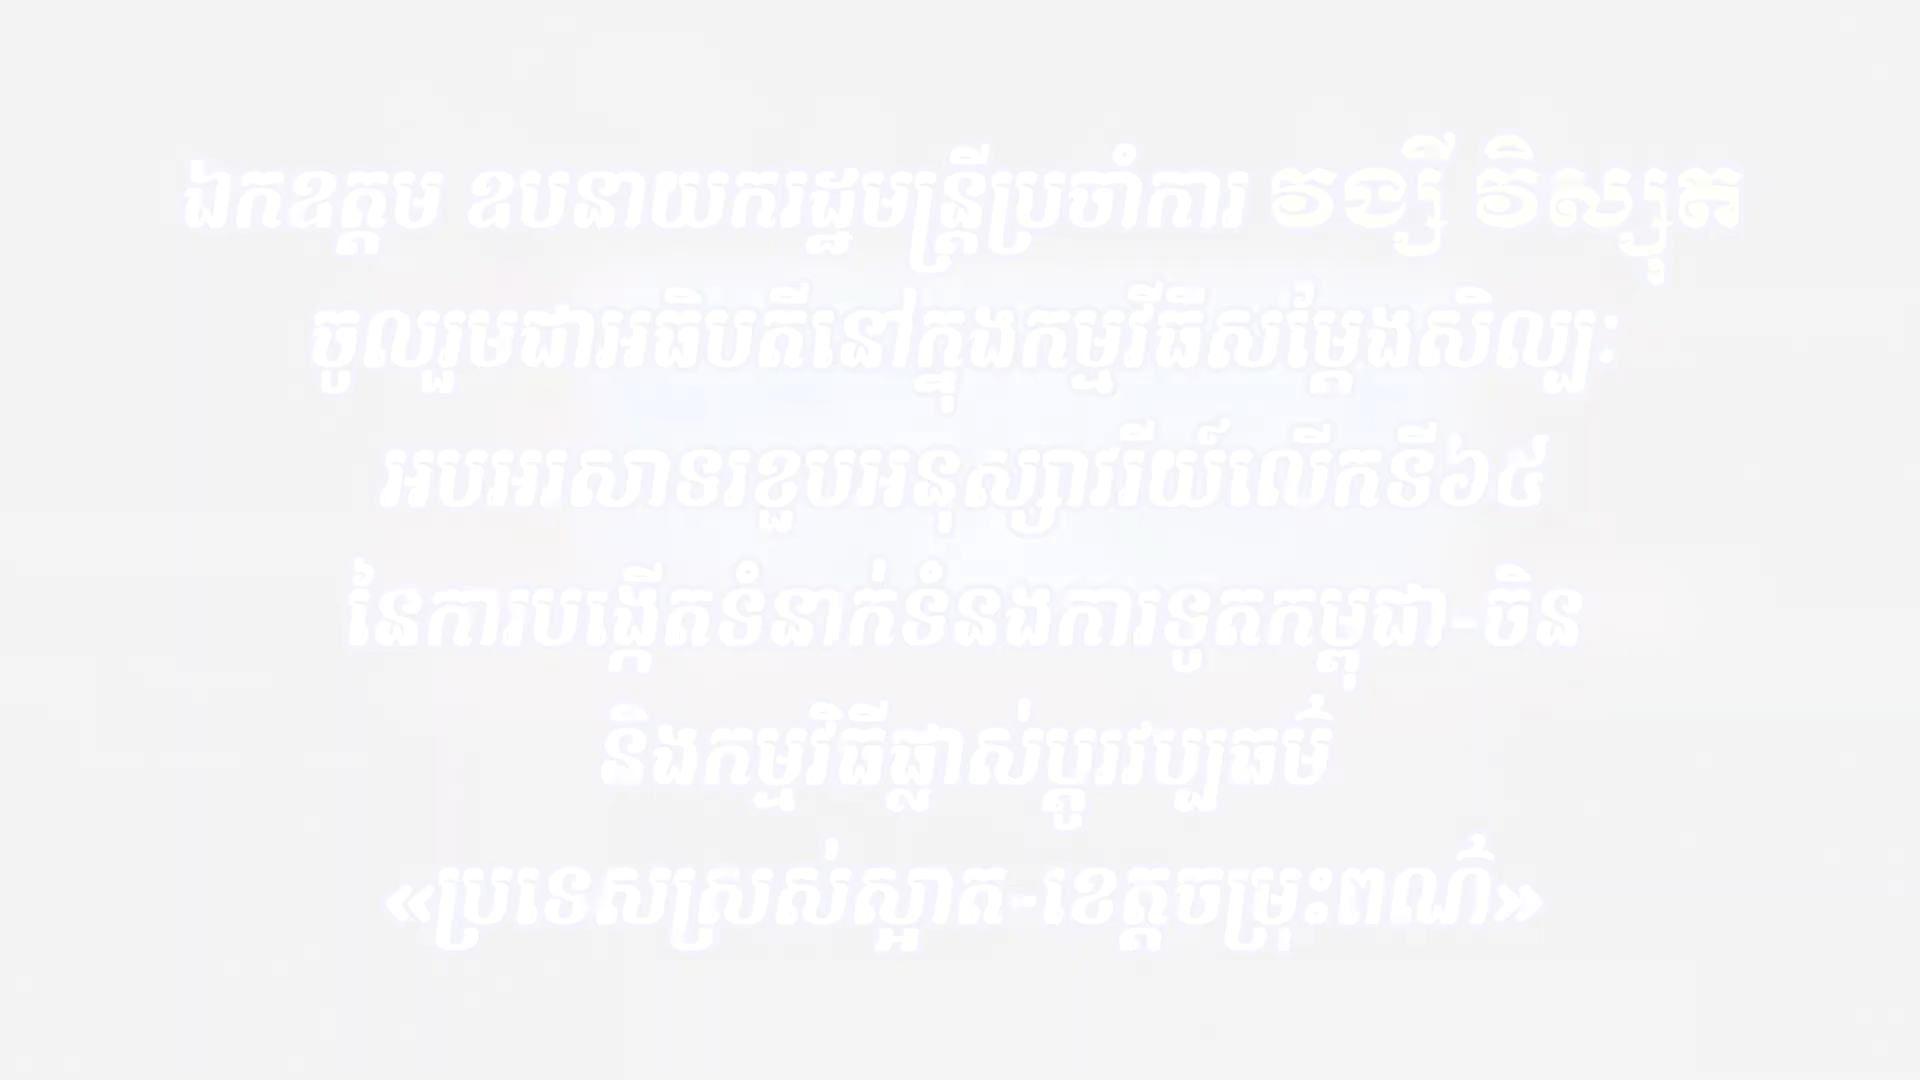 ឯកឧត្តម ឧបនាយករដ្ឋមន្ត្រីប្រចាំការ វង្សី វិស្សុត
ចូលរួមជាអធិបតីនៅក្នុងកម្មវិធីសម្តែងសិល្បៈ
អបអរសាទរខួបអនុស្សាវរីយ៍លើកទី៦៥
នៃការបង្កើតទំនាក់ទំនងការទូតកម្ពុជា-ចិន
និងកម្មវិធីផ្លាស់ប្តូរវប្បធម៌
«ប្រទេសស្រស់ស្អាត-ខេត្តចម្រុះពណ៌»